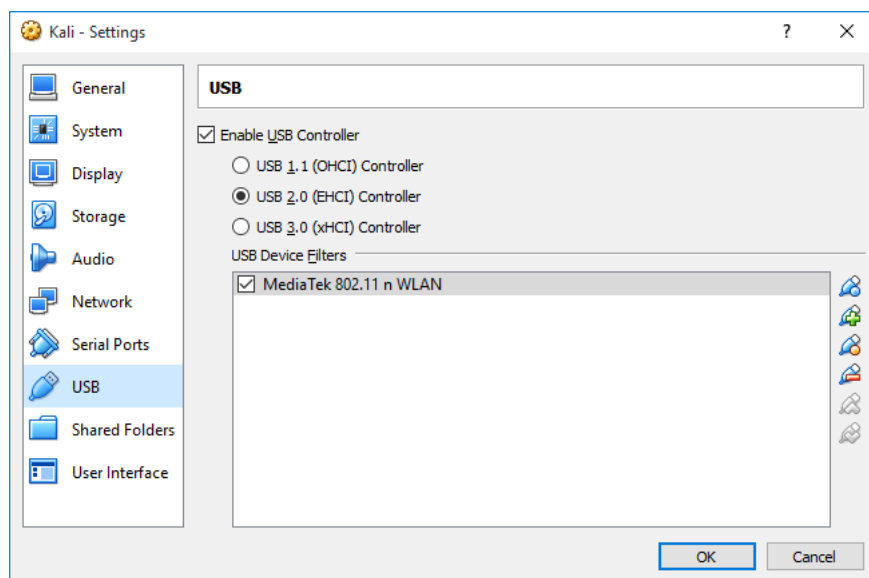 Kali - Settings
?
General
System
Display
Storage
Audio
Network
Serial Ports
USB
Shared Folders
User Interface
USB
Enable USB Controller
USB 1.1 (OHCI) Controller
USB 2.0 (EHCI) Controller
USB 3.0 (xHCI) Controller
USB Device Filters
MediaTek 802.11 n WLAN
OK
Cancel